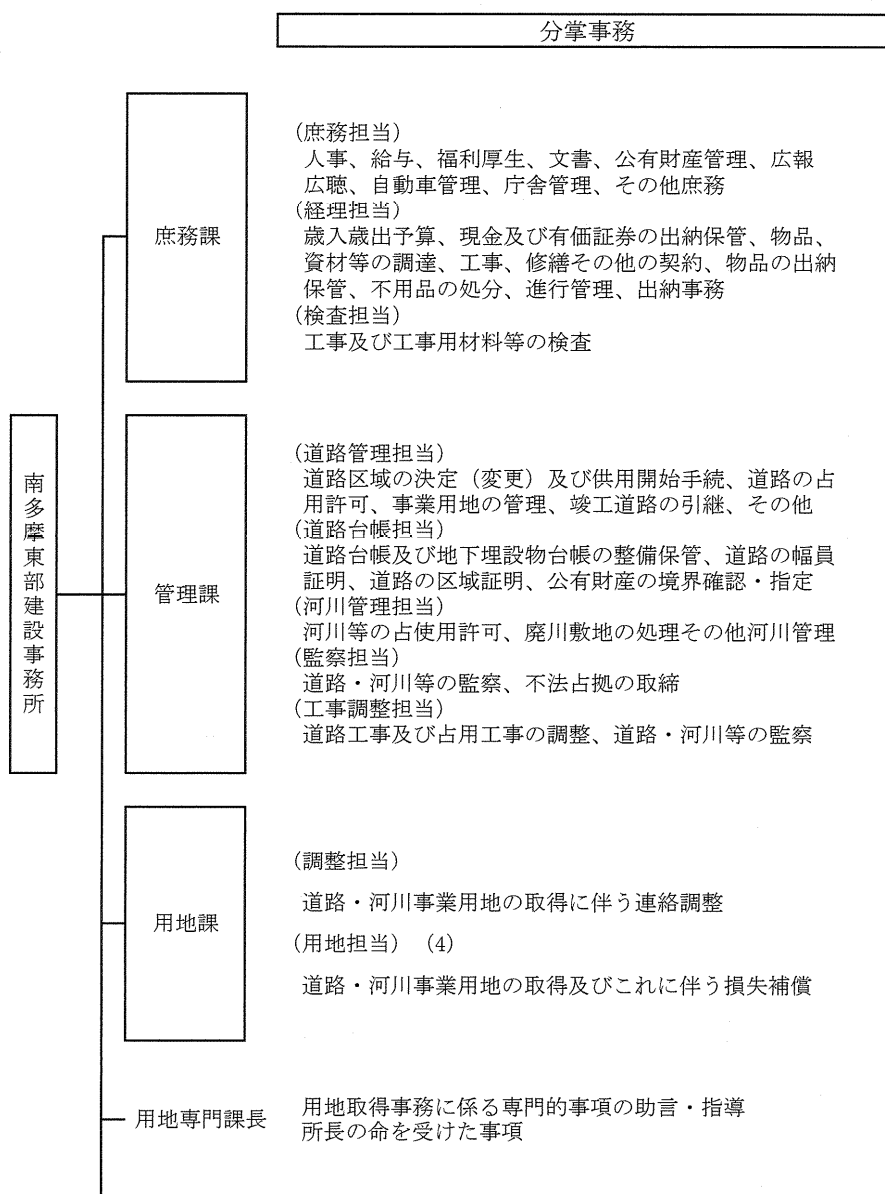 分掌事務
庶務課
(庶務担当)
人事、給与、福利厚生、文書、公有財産管理、広報
広聴、自動車管理、庁舎管理、その他庶務
(経理担当)
歳入歳出予算、現金及び有価証券の出納保管、物品、
資材等の調達、工事、修繕その他の契約、物品の出納
保管、不用品の処分、進行管理、出納事務
(検査担当)
工事及び工事用材料等の検査
南多摩東部建設事務所
管理課
(道路管理担当)
道路区域の決定（変更）及び供用開始手続、道路の占
用許可、事業用地の管理、竣工道路の引継、その他
(道路台帳担当)
道路台帳及び地下埋設物台帳の整備保管、道路の幅員
証明、道路の区域証明、公有財産の境界確認・指定
(河川管理担当)
河川等の占使用許可、廃川敷地の処理その他河川管理
(監察担当)
道路・河川等の監察、不法占拠の取締
(工事調整担当)
道路工事及び占用工事の調整、道路・河川等の監察
用地課
(調整担当)
道路・河川事業用地の取得に伴う連絡調整
(用地担当) (4)
道路・河川事業用地の取得及びこれに伴う損失補償
用地専門課長
用地取得事務に係る専門的事項の助言・指導
所長の命を受けた事項